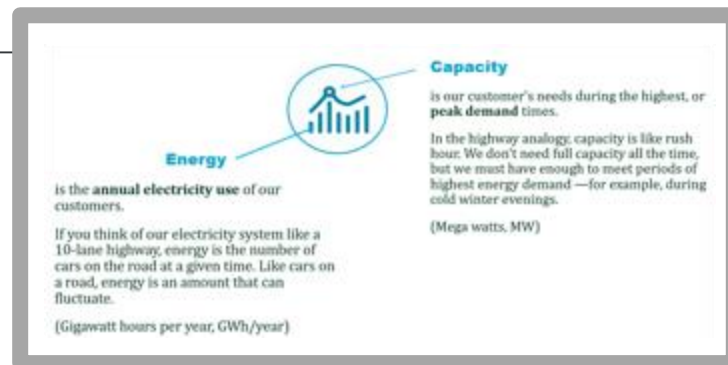 Capacity
is our customer's needs during the highest, or
peak demand times.
In the highway analogy, capacity is like rush
hour. We don't need full capacity all the time,
but we must have enough to meet periods of
highest energy demand —for example, during
cold winter evenings.
(Mega watts, MW)
Energy
is the annual electricity use of our
customers.
If you think of our electricity system like a
10-lane highway, energy is the number of
cars on the road at a given time. Like cars on
a road, energy is an amount that can
fluctuate.
(Gigawatt hours per year, GWh/year)